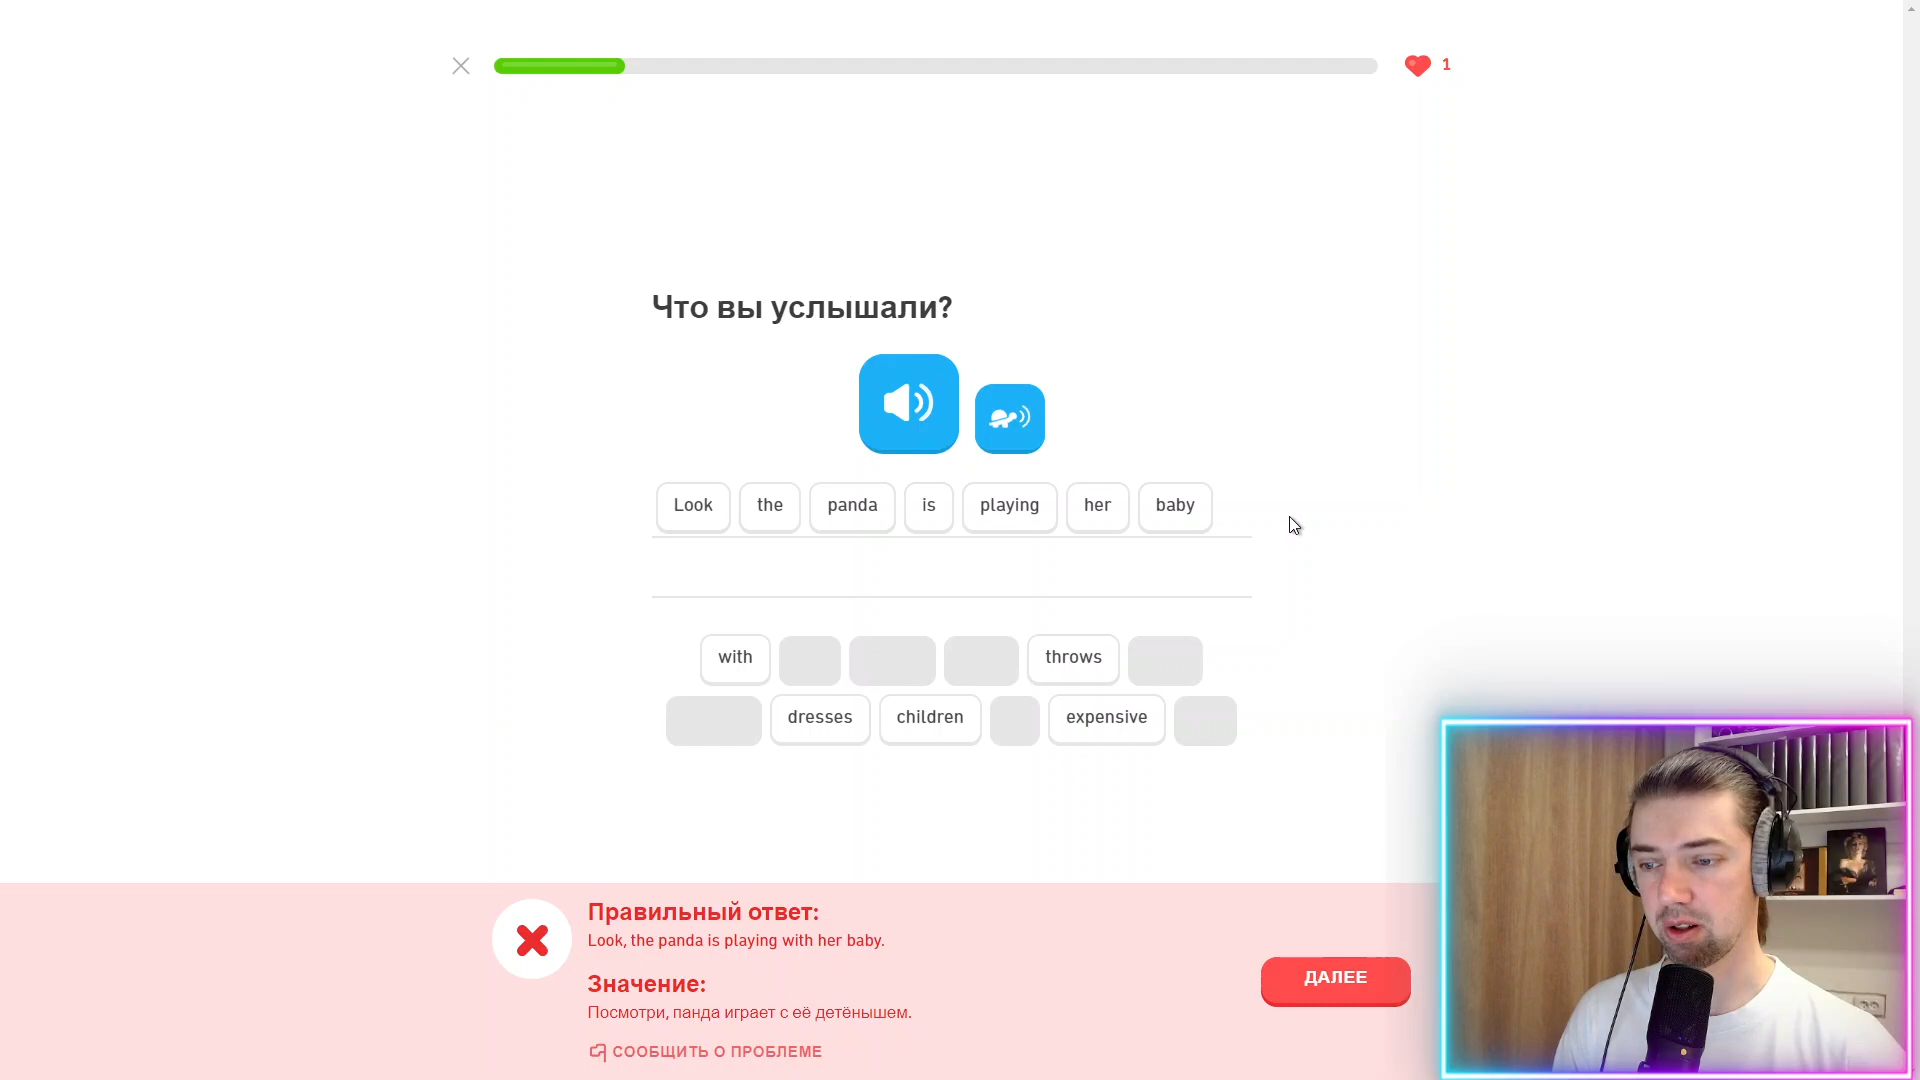 1
Что вы услышали?
Look the panda is playing her baby
with throws
dresses children expensive
Правильный ответ:
Look, the panda is playing with her baby.
Значение:
Посмотри, панда играет с её детёнышем.
СООБЩИТЬ О ПРОБЛЕМЕ
ДАЛЕЕ